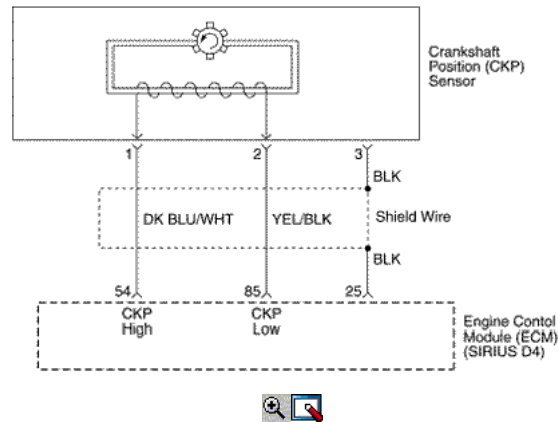 Crankshaft
Position (CKP)
Sensor
1 2 3
BLK
DK BLU/WHT YEL/BLK Shield Wire
BLK
54 85 25
CKP
High
CKP
Low
Engine Contol
Module (ECM)
(SIRIUS D4)